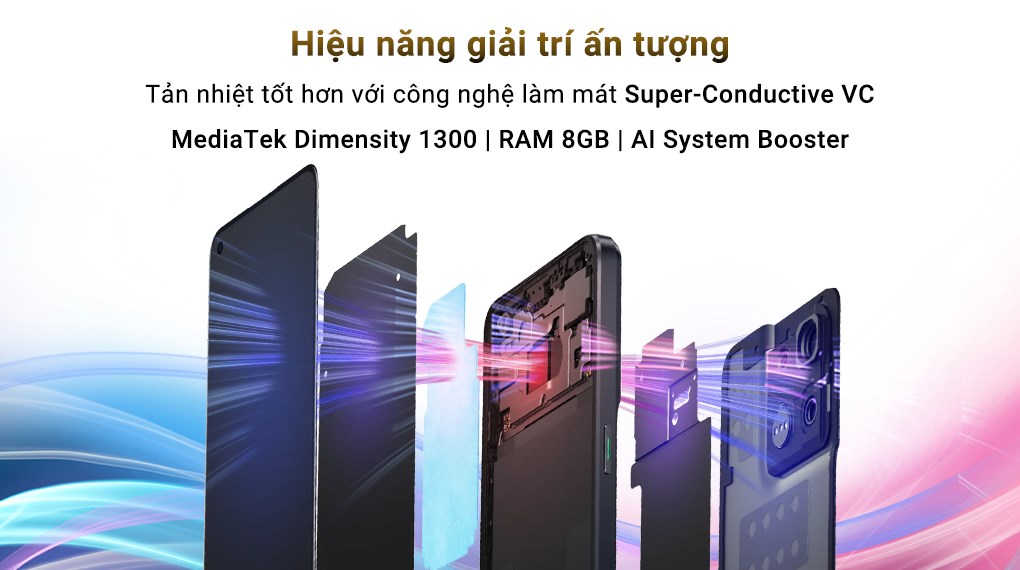 Hiệu năng giải trí ấn tượng
Tản nhiệt tốt hơn với công nghệ làm mát Super-Conductive VC
MediaTek Dimensity 1300 | RAM 8GB | AI System Booster